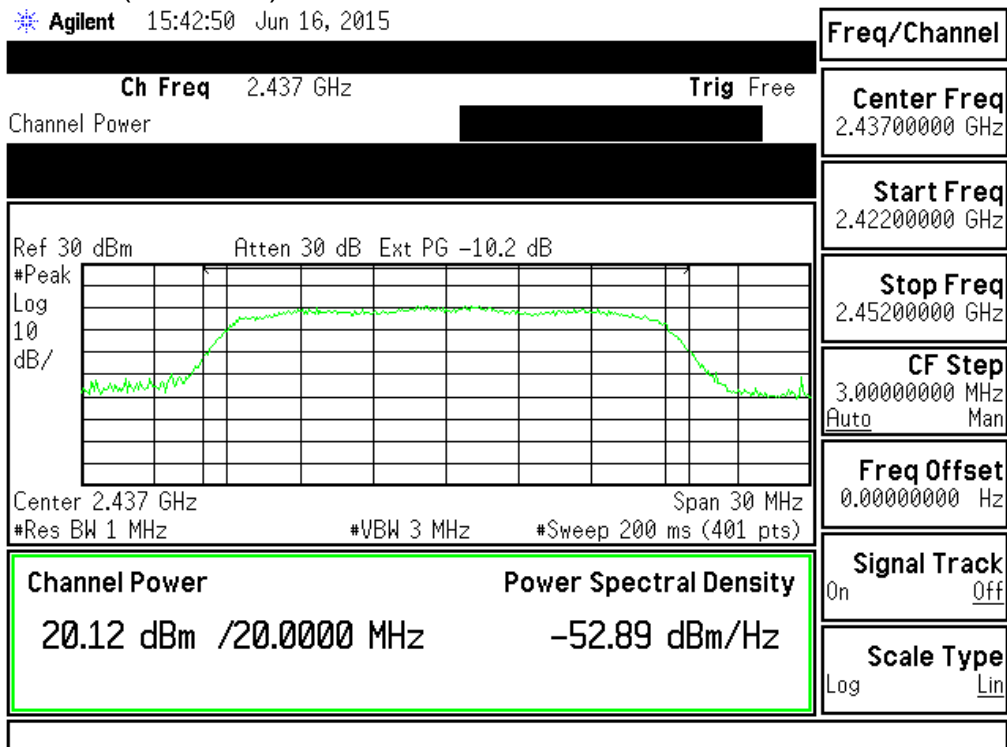 Agilent 15:42:50 Jun 16, 2015
Ch Freq 2.437 GHz Trig Free
Channel Power
Ref 30 dBm Atten 30 dB Ext PG -10.2 dB
#Peak
Log
10
dB/
Center 2.437 GHz Span 30 MHz
#Res BW 1 MHz #VBW 3 MHz #Sweep 200 ms (401 pts)
Channel Power Power Spectral Density
20.12 dBm /20.0000 MHz -52.89 dBm/Hz
Freq/Channel
Center Freq
2.43700000 GHz
Start Freq
2.42200000 GHz
Stop Freq
2.45200000 GHz
CF Step
3.00000000 MHz
Auto Man
Freq Offset
0.00000000 Hz
Signal Track
On Off
Scale Type
Log Lin